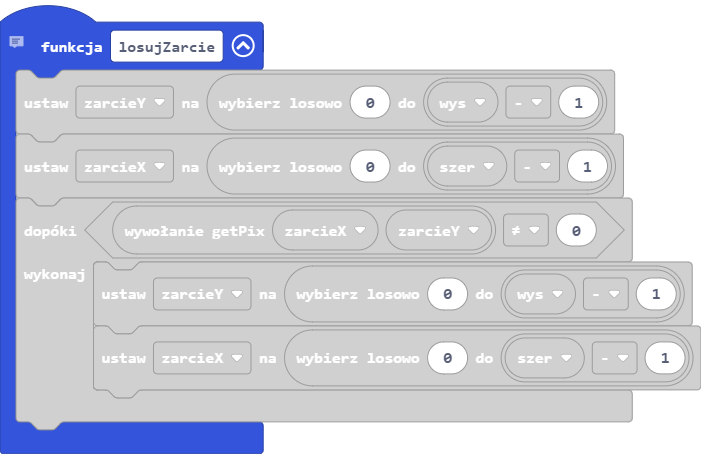 funkcja losujZarcie
ustaw zarcieY na wybierz losowo 0 do wys - 1
ustaw zarcieX na wybierz losowo 0 do szer - 1
dopóki wywołanie getPix zarcieX zarcieY ≠ 0
wykonaj
ustaw zarcieY na wybierz losowo 0 do wys - 1
ustaw zarcieX na wybierz losowo 0 do szer - 1